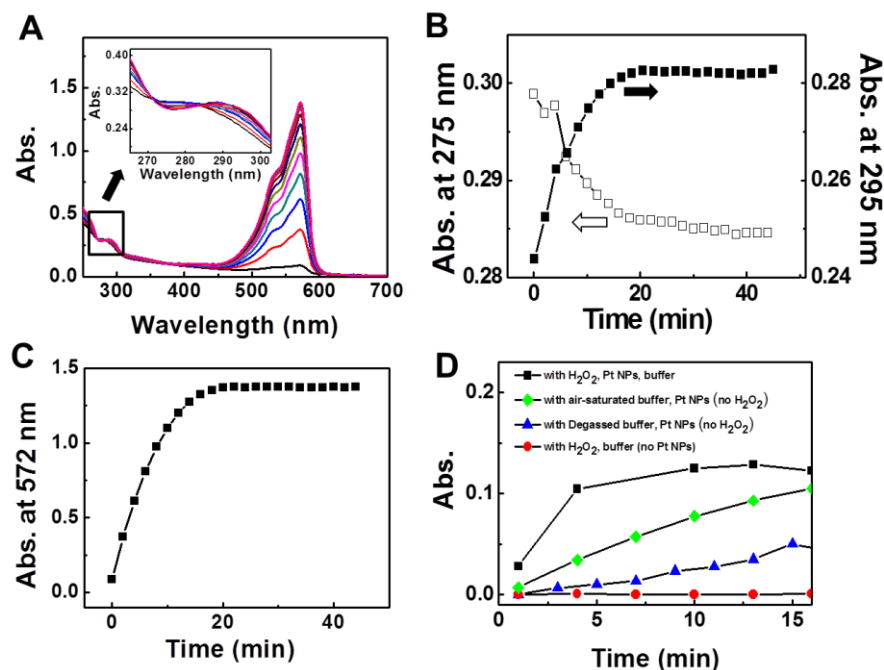 A
Abs.
1.5
1.0
0.5
0.0
300
400
500
600
700
Wavelength (nm)
Abs.
0.40
0.32
0.24
270
280
290
300
Wavelength (nm)
B
Abs. at 275 nm
0.30
0.29
0.28
0
20
40
Time (min)
0.28
0.26
0.24
Abs. at 295 nm
C
Abs. at 572 nm
1.5
1.0
0.5
0.0
0
20
40
Time (min)
D
Abs.
0.2
0.1
0.0
with H₂O₂, Pt NPs, buffer
with air-saturated buffer, Pt NPs (no H₂O₂)
with Degassed buffer, Pt NPs (no H₂O₂)
with H₂O₂, buffer (no Pt NPs)
0
5
10
15
Time (min)